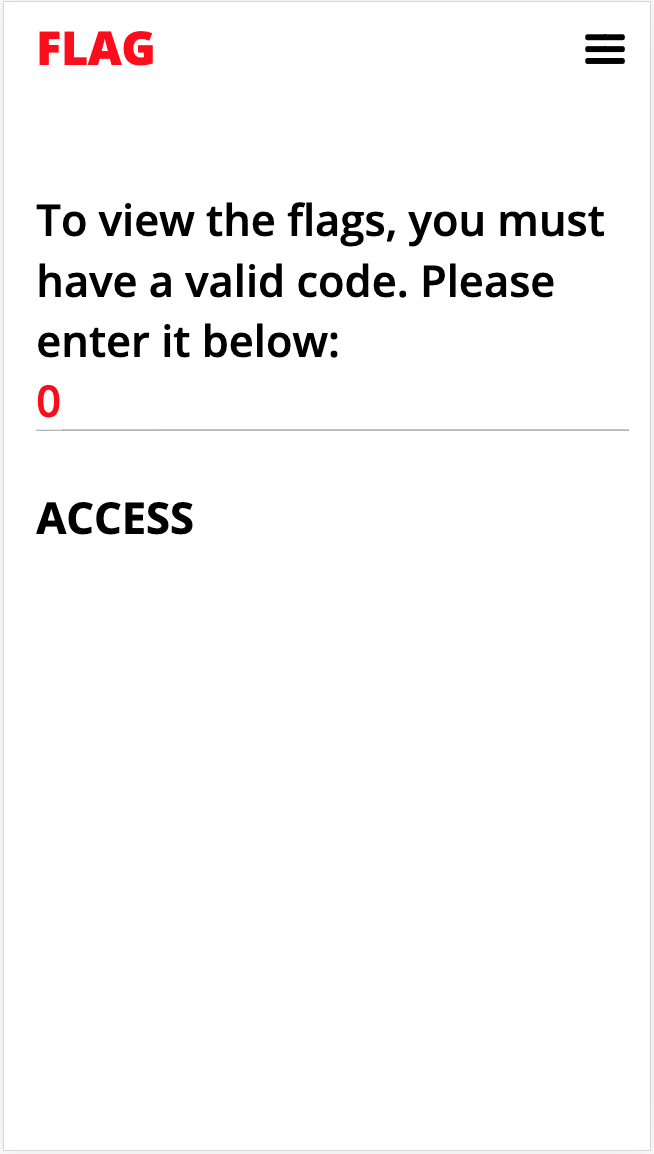 FLAG
To view the flags, you must
have a valid code. Please
enter it below:
0
ACCESS